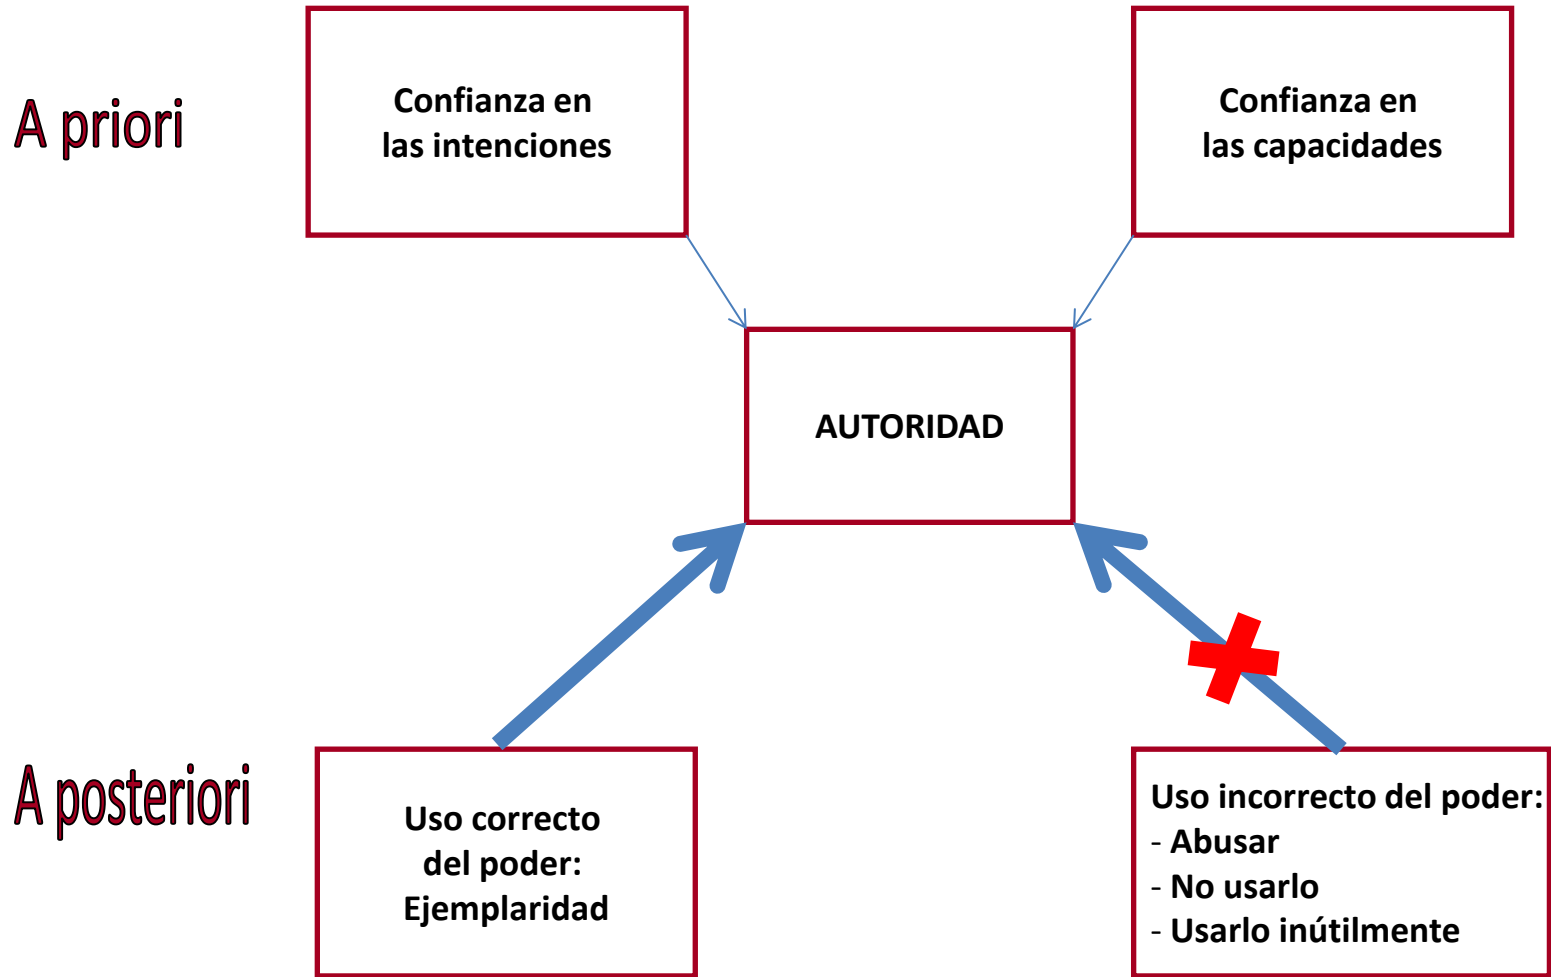 A priori
Confianza en
las intenciones
Confianza en
las capacidades
AUTORIDAD
A posteriori
Uso correcto
del poder:
Ejemplaridad
Uso incorrecto del poder:
- Abusar
- No usarlo
- Usarlo inútilmente